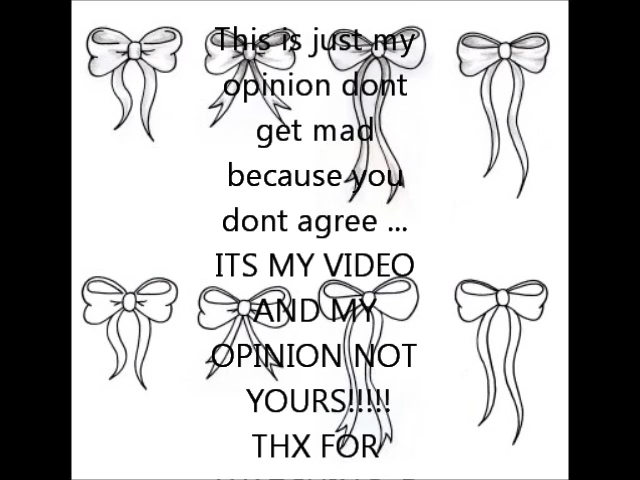 This is just my
opinion dont
get mad
because you
dont agree ...
ITS MY VIDEO
AND MY
OPINION NOT
YOURS!!!!!
THX FOR